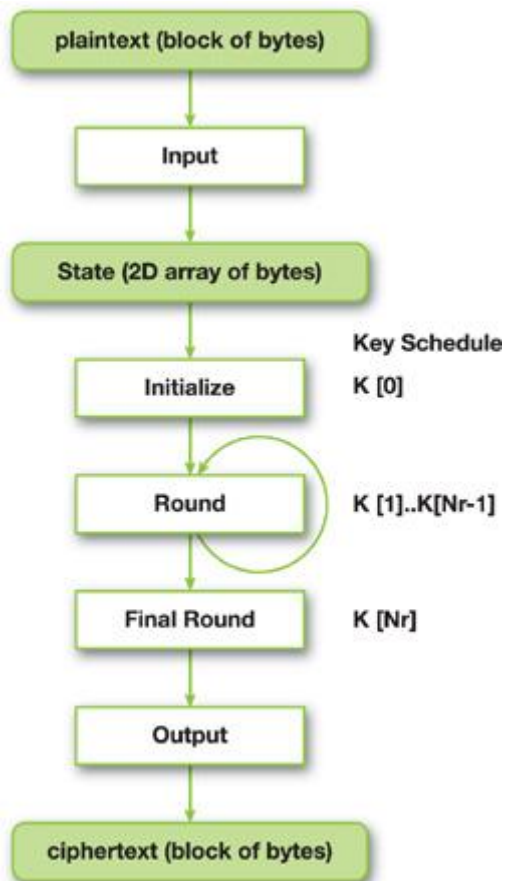 plaintext (block of bytes)
Input
State (2D array of bytes)
Key Schedule
Initialize
K [0]
Round
K [1]..K[Nr-1]
Final Round
K [Nr]
Output
ciphertext (block of bytes)